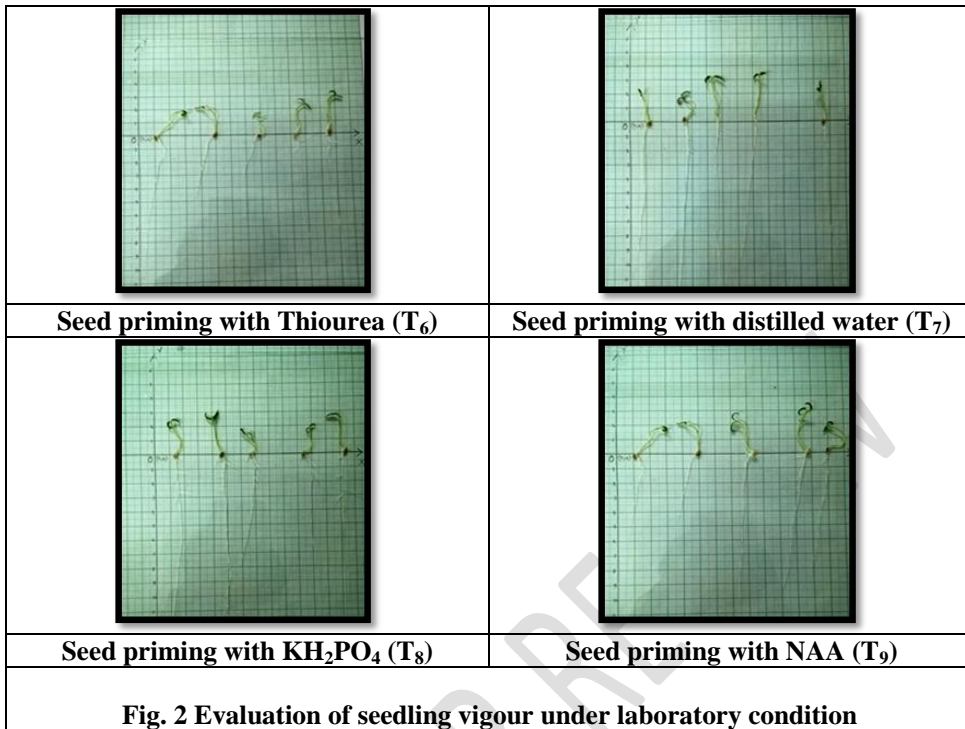 Seed priming with Thiourea (T₆)
Seed priming with distilled water (T₇)
Seed priming with KH₂PO₄ (T₈)
Seed priming with NAA (T₉)
Fig. 2 Evaluation of seedling vigour under laboratory condition